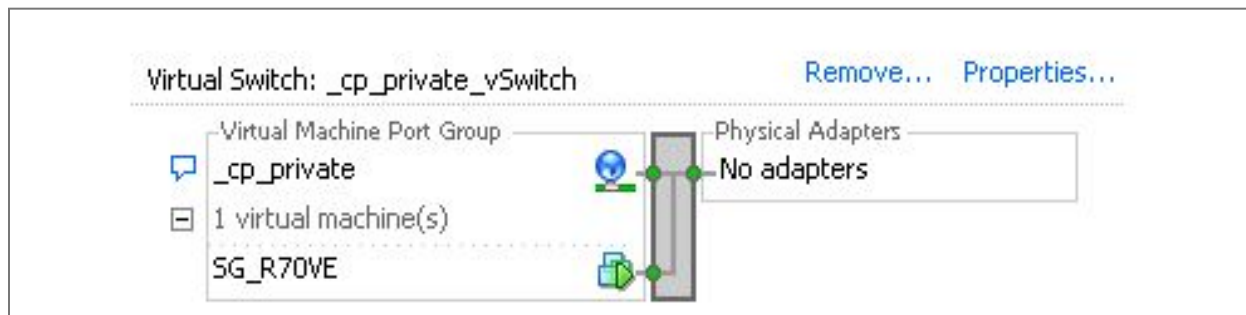 Virtual Switch: _cp_private_vSwitch Remove... Properties...
Virtual Machine Port Group Physical Adapters
_cp_private No adapters
1 virtual machine(s)
SG_R70VE